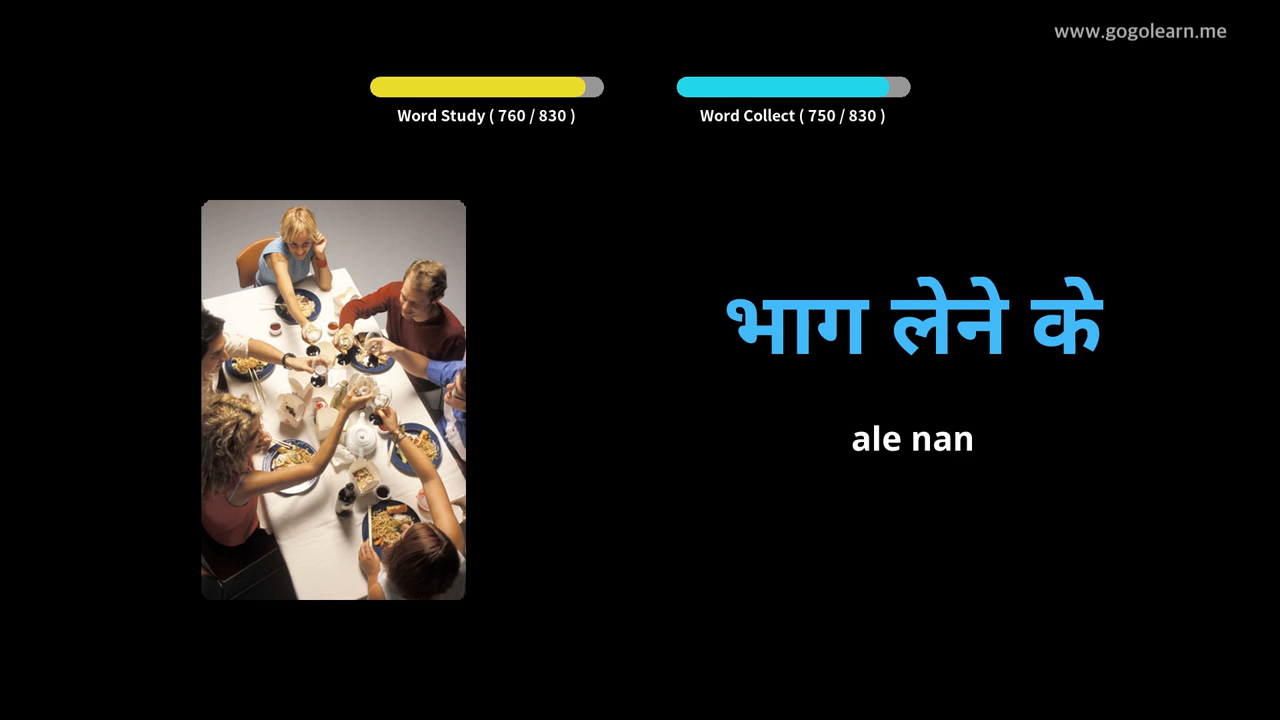 www.gogolearn.me
Word Study ( 760 / 830 )
Word Collect ( 750 / 830 )
भाग लेने के
ale nan